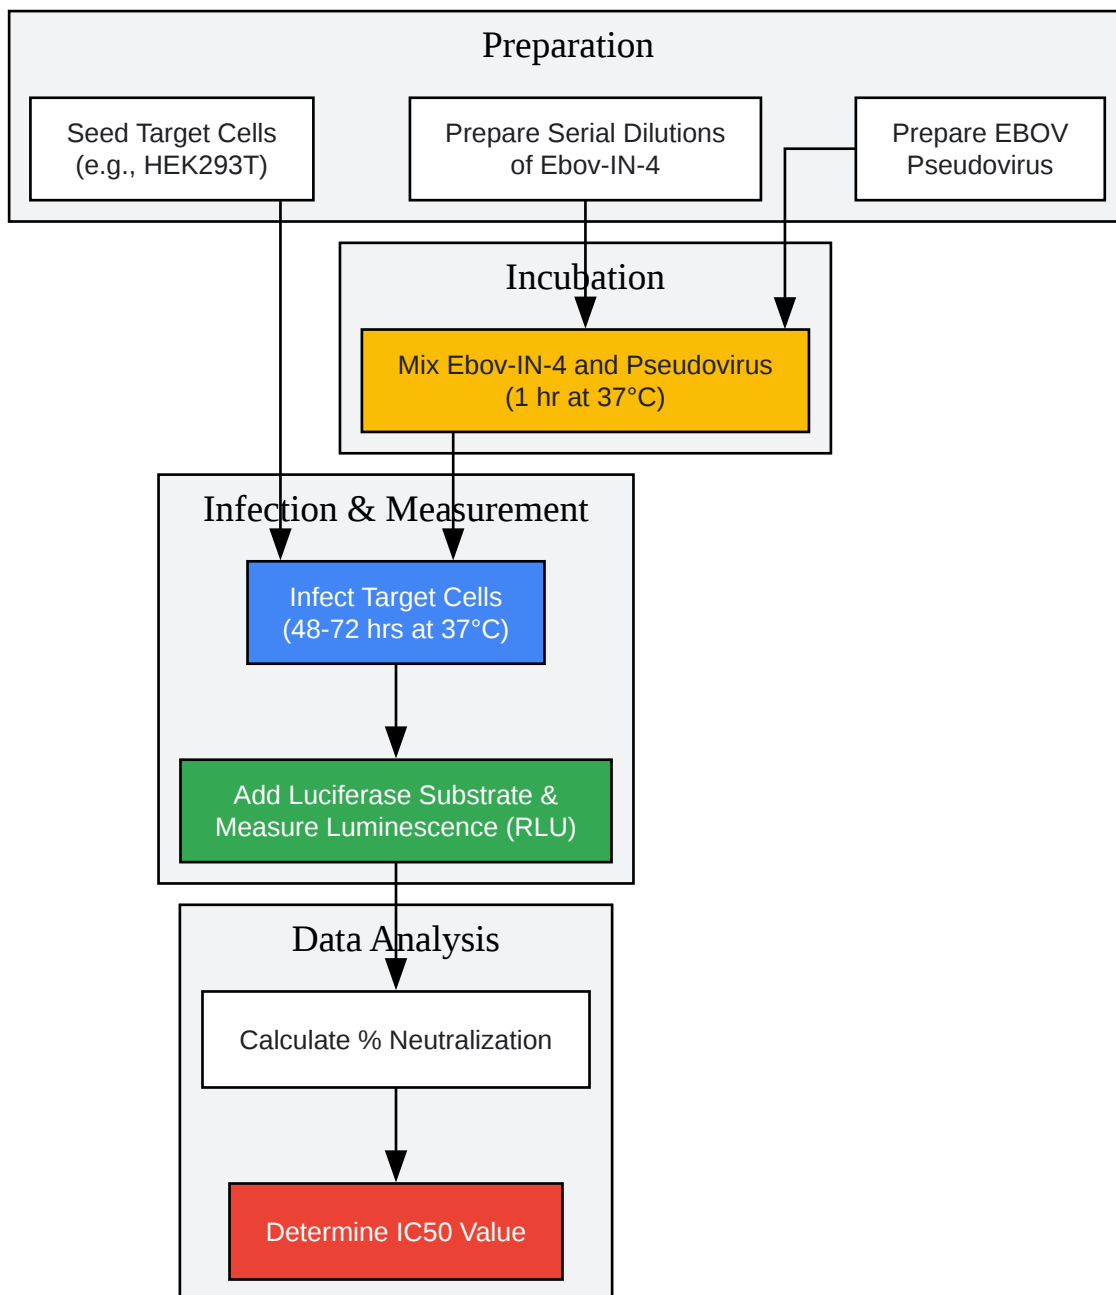 Preparation
Seed Target Cells
(e.g., HEK293T)
Prepare Serial Dilutions
of Ebov-IN-4
Prepare EBOV
Pseudovirus
Incubation
Mix Ebov-IN-4 and Pseudovirus
(1 hr at 37°C)
Infection & Measurement
Infect Target Cells
(48-72 hrs at 37°C)
Add Luciferase Substrate &
Measure Luminescence (RLU)
Data Analysis
Calculate % Neutralization
Determine IC50 Value